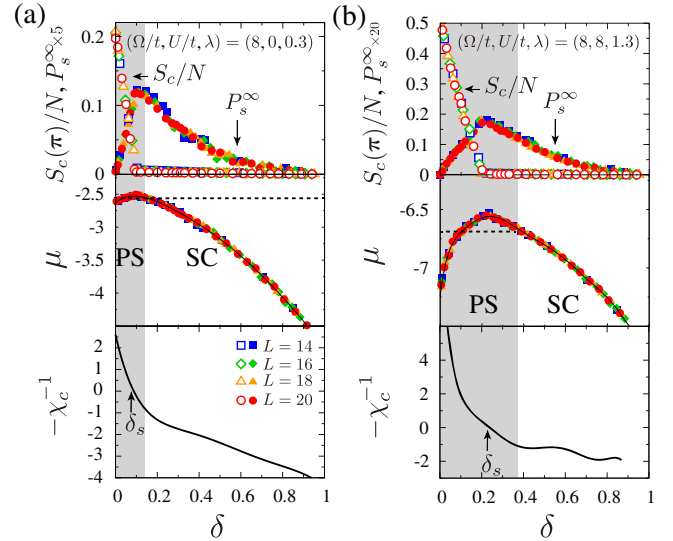 (a)
(b)
(Ω/t, U/t, λ) = (8, 0, 0.3)
S_c(π)/N, P_s^∞ ×5
0.2
0.1
0
S_c/N
P_s^∞
μ
-2.5
-3
-3.5
-4
PS
SC
−χ_c^{-1}
2
1
0
-1
-2
-3
-4
L = 14
L = 16
L = 18
L = 20
δ_s
0
0.2
0.4
0.6
0.8
1
δ
(Ω/t, U/t, λ) = (8, 8, 1.3)
S_c(π)/N, P_s^∞ ×20
0.5
0.4
0.3
0.2
0.1
0
S_c/N
P_s^∞
μ
-6.5
-7
PS
SC
−χ_c^{-1}
4
2
0
-2
δ_s
0
0.2
0.4
0.6
0.8
1
δ